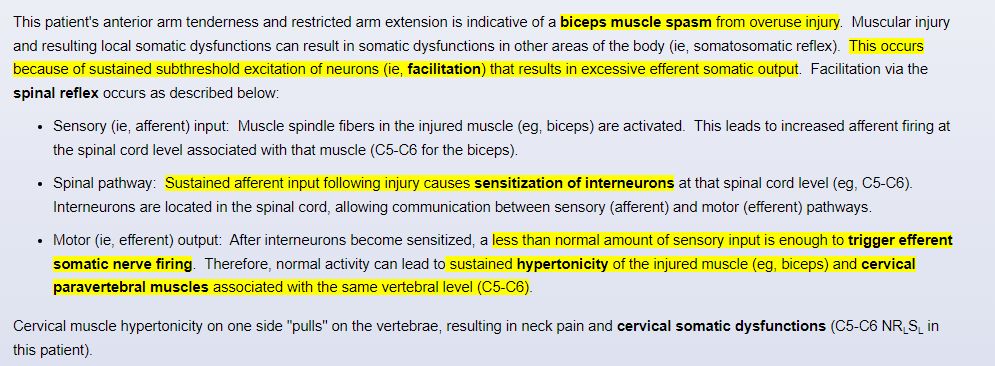 This patient's anterior arm tenderness and restricted arm extension is indicative of a biceps muscle spasm from overuse injury. Muscular injury
and resulting local somatic dysfunctions can result in somatic dysfunctions in other areas of the body (ie, somatosomatic reflex). This occurs
because of sustained subthreshold excitation of neurons (ie, facilitation) that results in excessive efferent somatic output. Facilitation via the
spinal reflex occurs as described below:
• Sensory (ie, afferent) input: Muscle spindle fibers in the injured muscle (eg, biceps) are activated. This leads to increased afferent firing at
the spinal cord level associated with that muscle (C5-C6 for the biceps).
• Spinal pathway: Sustained afferent input following injury causes sensitization of interneurons at that spinal cord level (eg, C5-C6).
Interneurons are located in the spinal cord, allowing communication between sensory (afferent) and motor (efferent) pathways.
• Motor (ie, efferent) output: After interneurons become sensitized, a less than normal amount of sensory input is enough to trigger efferent
somatic nerve firing. Therefore, normal activity can lead to sustained hypertonicity of the injured muscle (eg, biceps) and cervical
paravertebral muscles associated with the same vertebral level (C5-C6).
Cervical muscle hypertonicity on one side "pulls" on the vertebrae, resulting in neck pain and cervical somatic dysfunctions (C5-C6 NRLSL in
this patient).